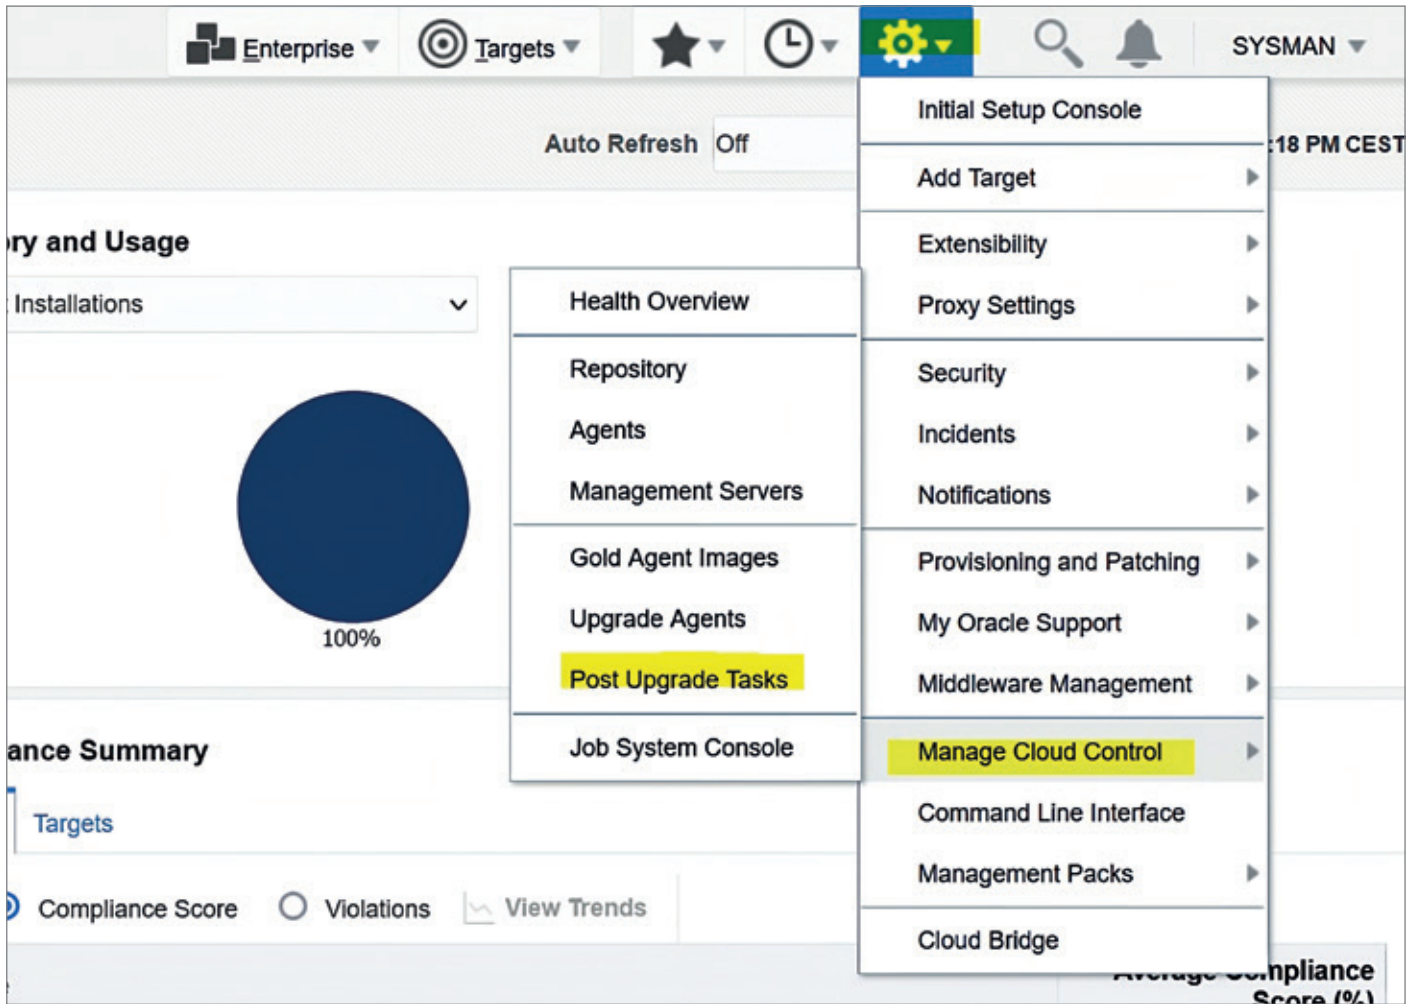 Enterprise
Targets
SYSMAN
Auto Refresh Off
:18 PM CEST
ry and Usage
Installations
100%
ance Summary
Targets
Compliance Score Violations View Trends
Average Compliance
Score (%)
Initial Setup Console
Add Target
Extensibility
Proxy Settings
Security
Incidents
Notifications
Provisioning and Patching
My Oracle Support
Middleware Management
Manage Cloud Control
Command Line Interface
Management Packs
Cloud Bridge
Health Overview
Repository
Agents
Management Servers
Gold Agent Images
Upgrade Agents
Post Upgrade Tasks
Job System Console